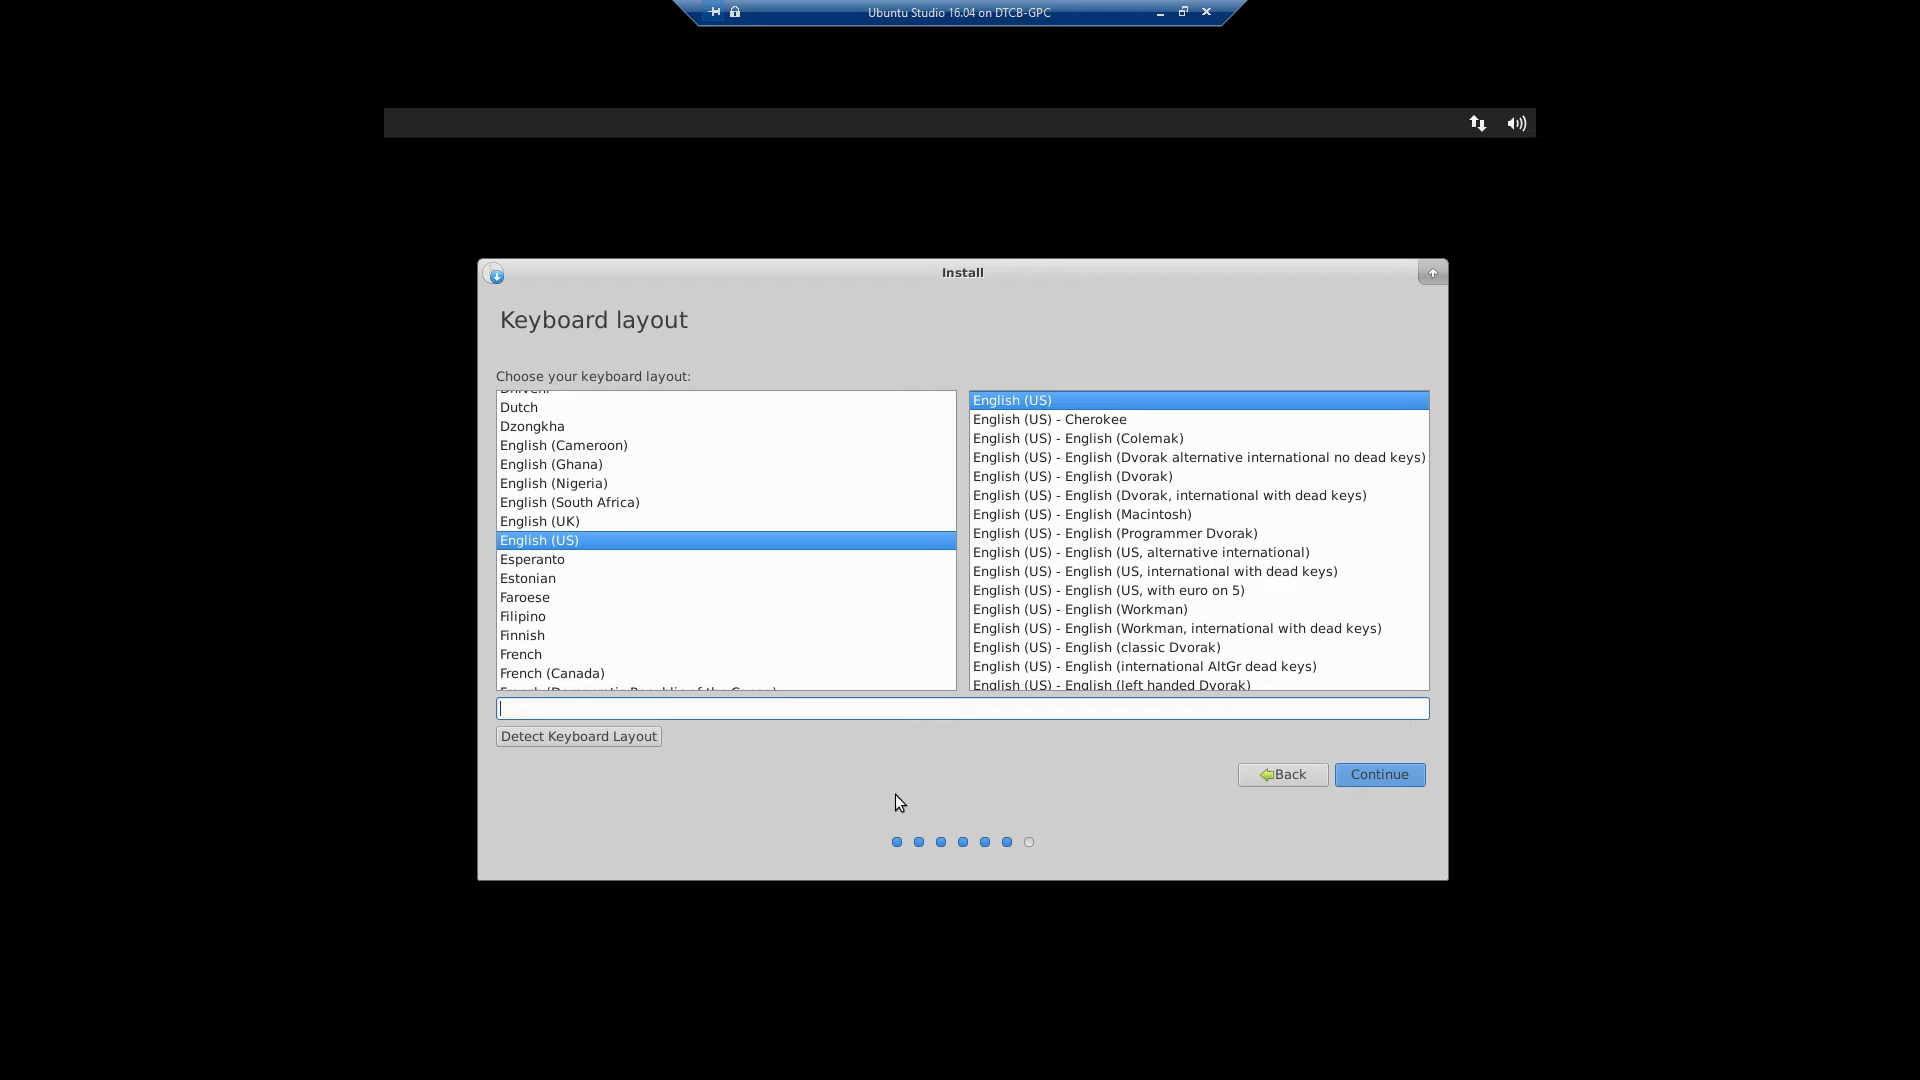 Ubuntu Studio 16.04 on DTCB-GPC
Install
Keyboard layout
Choose your keyboard layout:
Dutch
Dzongkha
English (Cameroon)
English (Ghana)
English (Nigeria)
English (South Africa)
English (UK)
English (US)
Esperanto
Estonian
Faroese
Filipino
Finnish
French
French (Canada)
English (US)
English (US) - Cherokee
English (US) - English (Colemak)
English (US) - English (Dvorak alternative international no dead keys)
English (US) - English (Dvorak)
English (US) - English (Dvorak, international with dead keys)
English (US) - English (Macintosh)
English (US) - English (Programmer Dvorak)
English (US) - English (US, alternative international)
English (US) - English (US, international with dead keys)
English (US) - English (US, with euro on 5)
English (US) - English (Workman)
English (US) - English (Workman, international with dead keys)
English (US) - English (classic Dvorak)
English (US) - English (international AltGr dead keys)
English (US) - English (left handed Dvorak)
Detect Keyboard Layout
Back
Continue